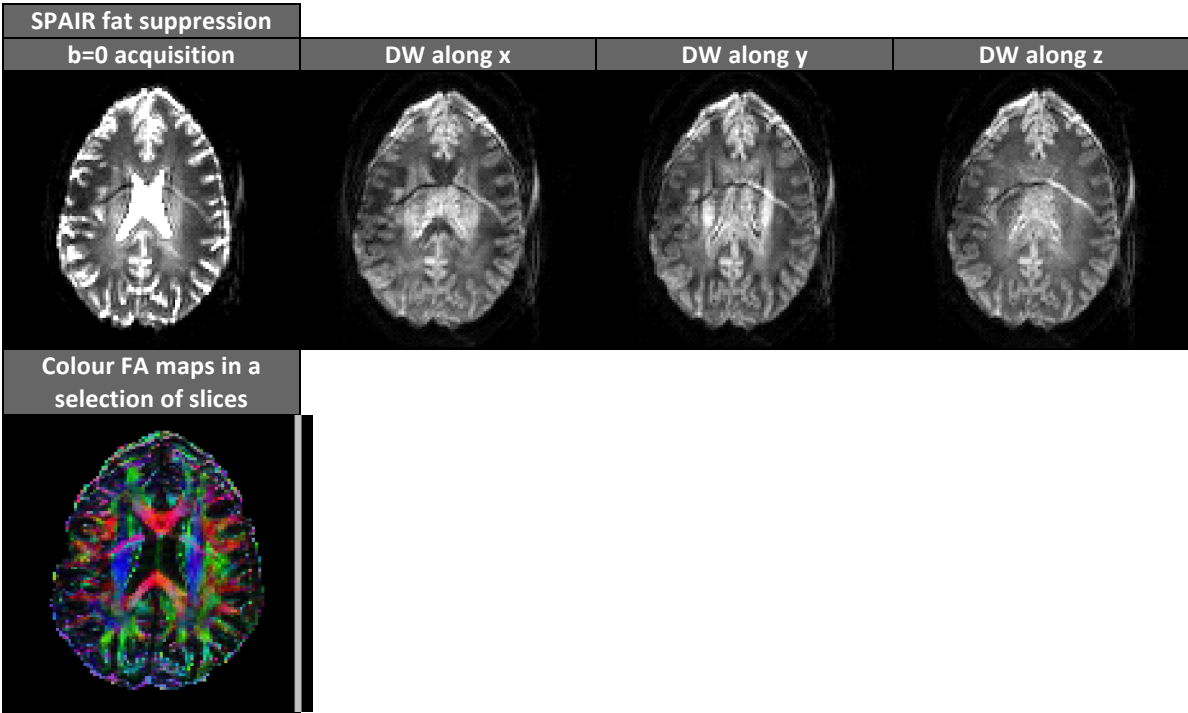 SPAIR fat suppression
b=0 acquisition
DW along x
DW along y
DW along z
Colour FA maps in a
selection of slices